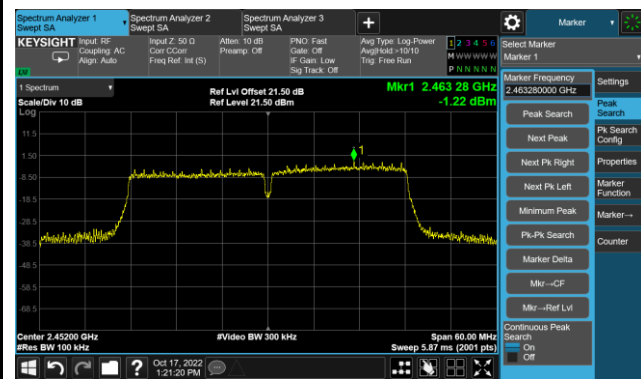 Spectrum Analyzer 1
Swept SA
Spectrum Analyzer 2
Swept SA
Spectrum Analyzer 3
Swept SA
+
Marker
KEYSIGHT
Input: RF
Coupling: AC
Align: Auto
Input Z: 50 Ω
Corr CCorr
Freq Ref: Int (S)
Atten: 10 dB
Preamp: Off
PNO: Fast
Gate: Off
IF Gain: Low
Sig Track: Off
Avg Type: Log-Power
Avg|Hold:>10/10
Trig: Free Run
1 2 3 4 5 6
M W W W W W
P N N N N N
Select Marker
Marker 1
1 Spectrum
Scale/Div 10 dB
Log
Ref Lvl Offset 21.50 dB
Ref Level 21.50 dBm
Mkr1 2.463 28 GHz
-1.22 dBm
11.5
1.50
-8.50
-18.5
-28.5
-38.5
-48.5
-58.5
-68.5
1
Center 2.45200 GHz
#Res BW 100 kHz
#Video BW 300 kHz
Span 60.00 MHz
Sweep 5.87 ms (2001 pts)
Marker Frequency
2.463280000 GHz
Peak Search
Next Peak
Next Pk Right
Next Pk Left
Minimum Peak
Pk-Pk Search
Marker Delta
Mkr→CF
Mkr→Ref Lvl
Continuous Peak
Search
On
Off
Settings
Peak
Search
Pk Search
Config
Properties
Marker
Function
Marker→
Counter
?
Oct 17, 2022
1:21:20 PM